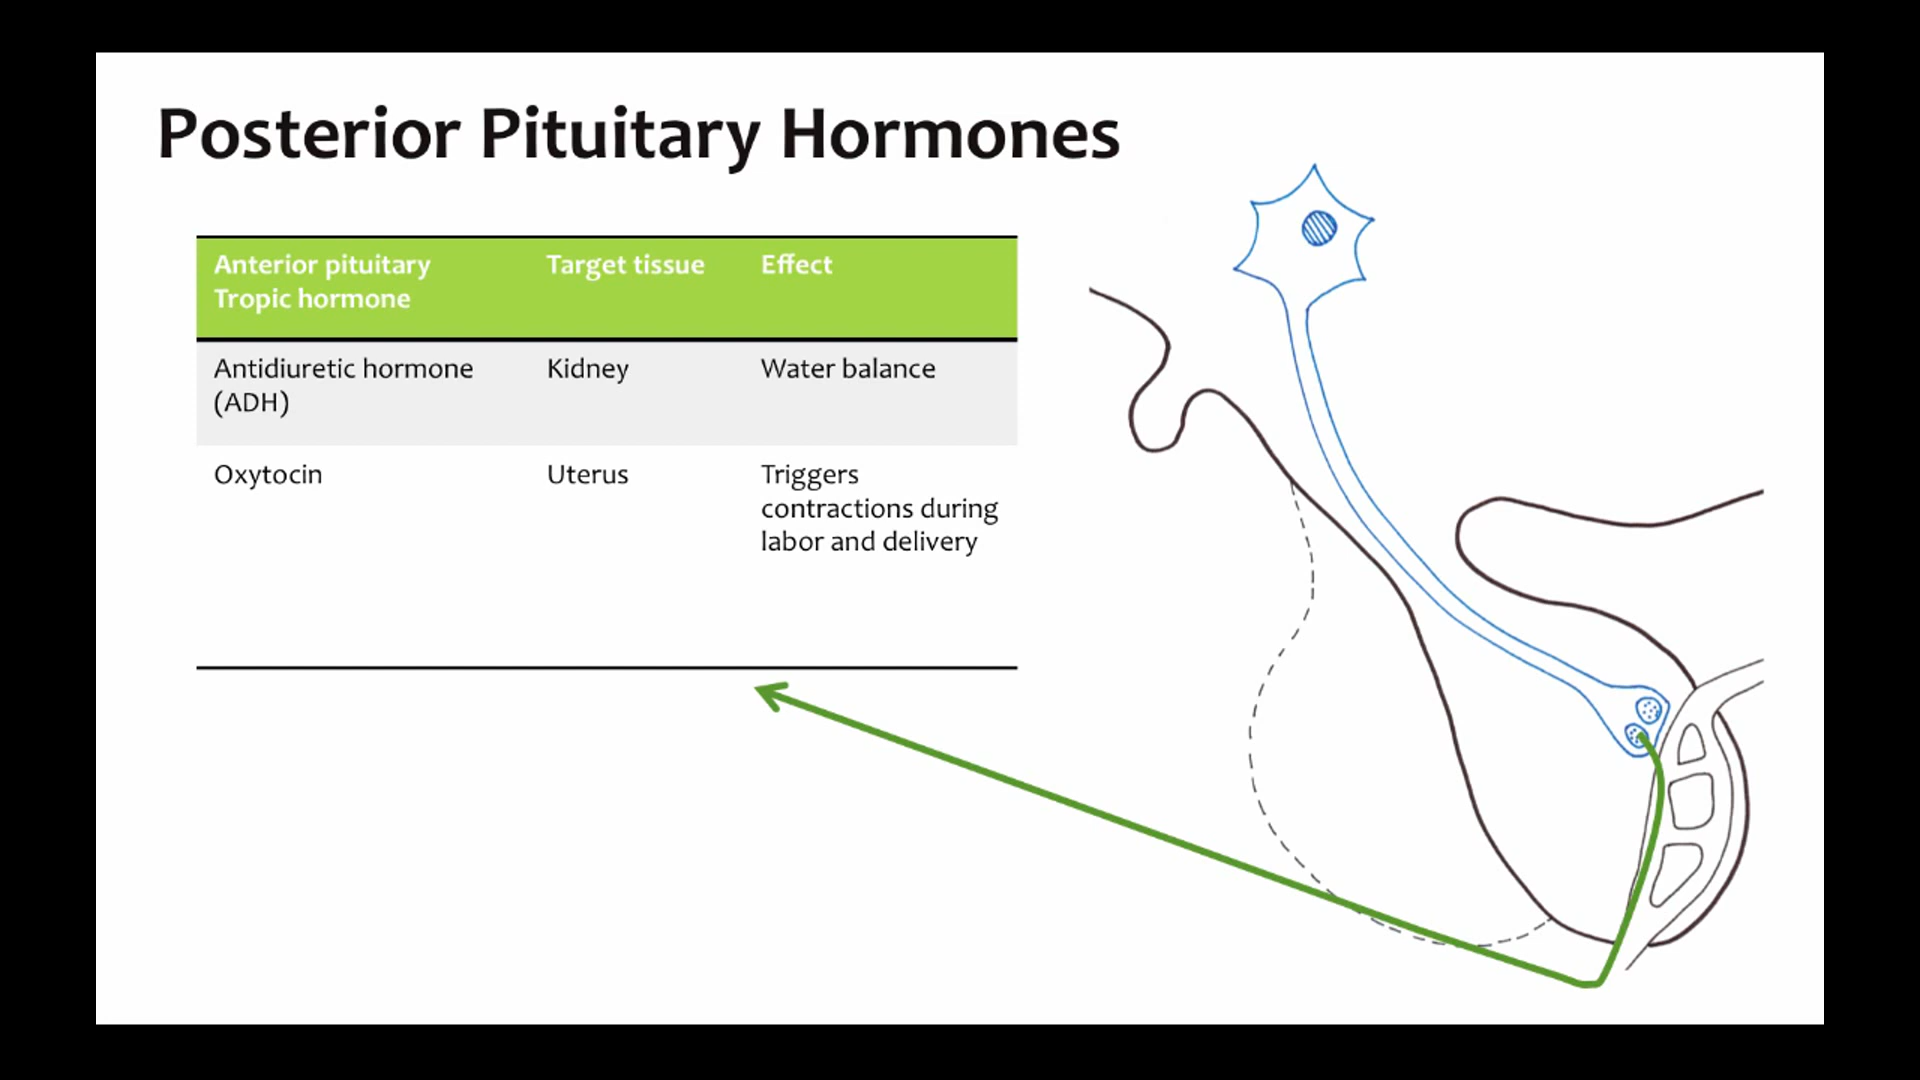 Posterior Pituitary Hormones
Anterior pituitary
Tropic hormone
Target tissue
Effect
Antidiuretic hormone
(ADH)
Kidney
Water balance
Oxytocin
Uterus
Triggers
contractions during
labor and delivery